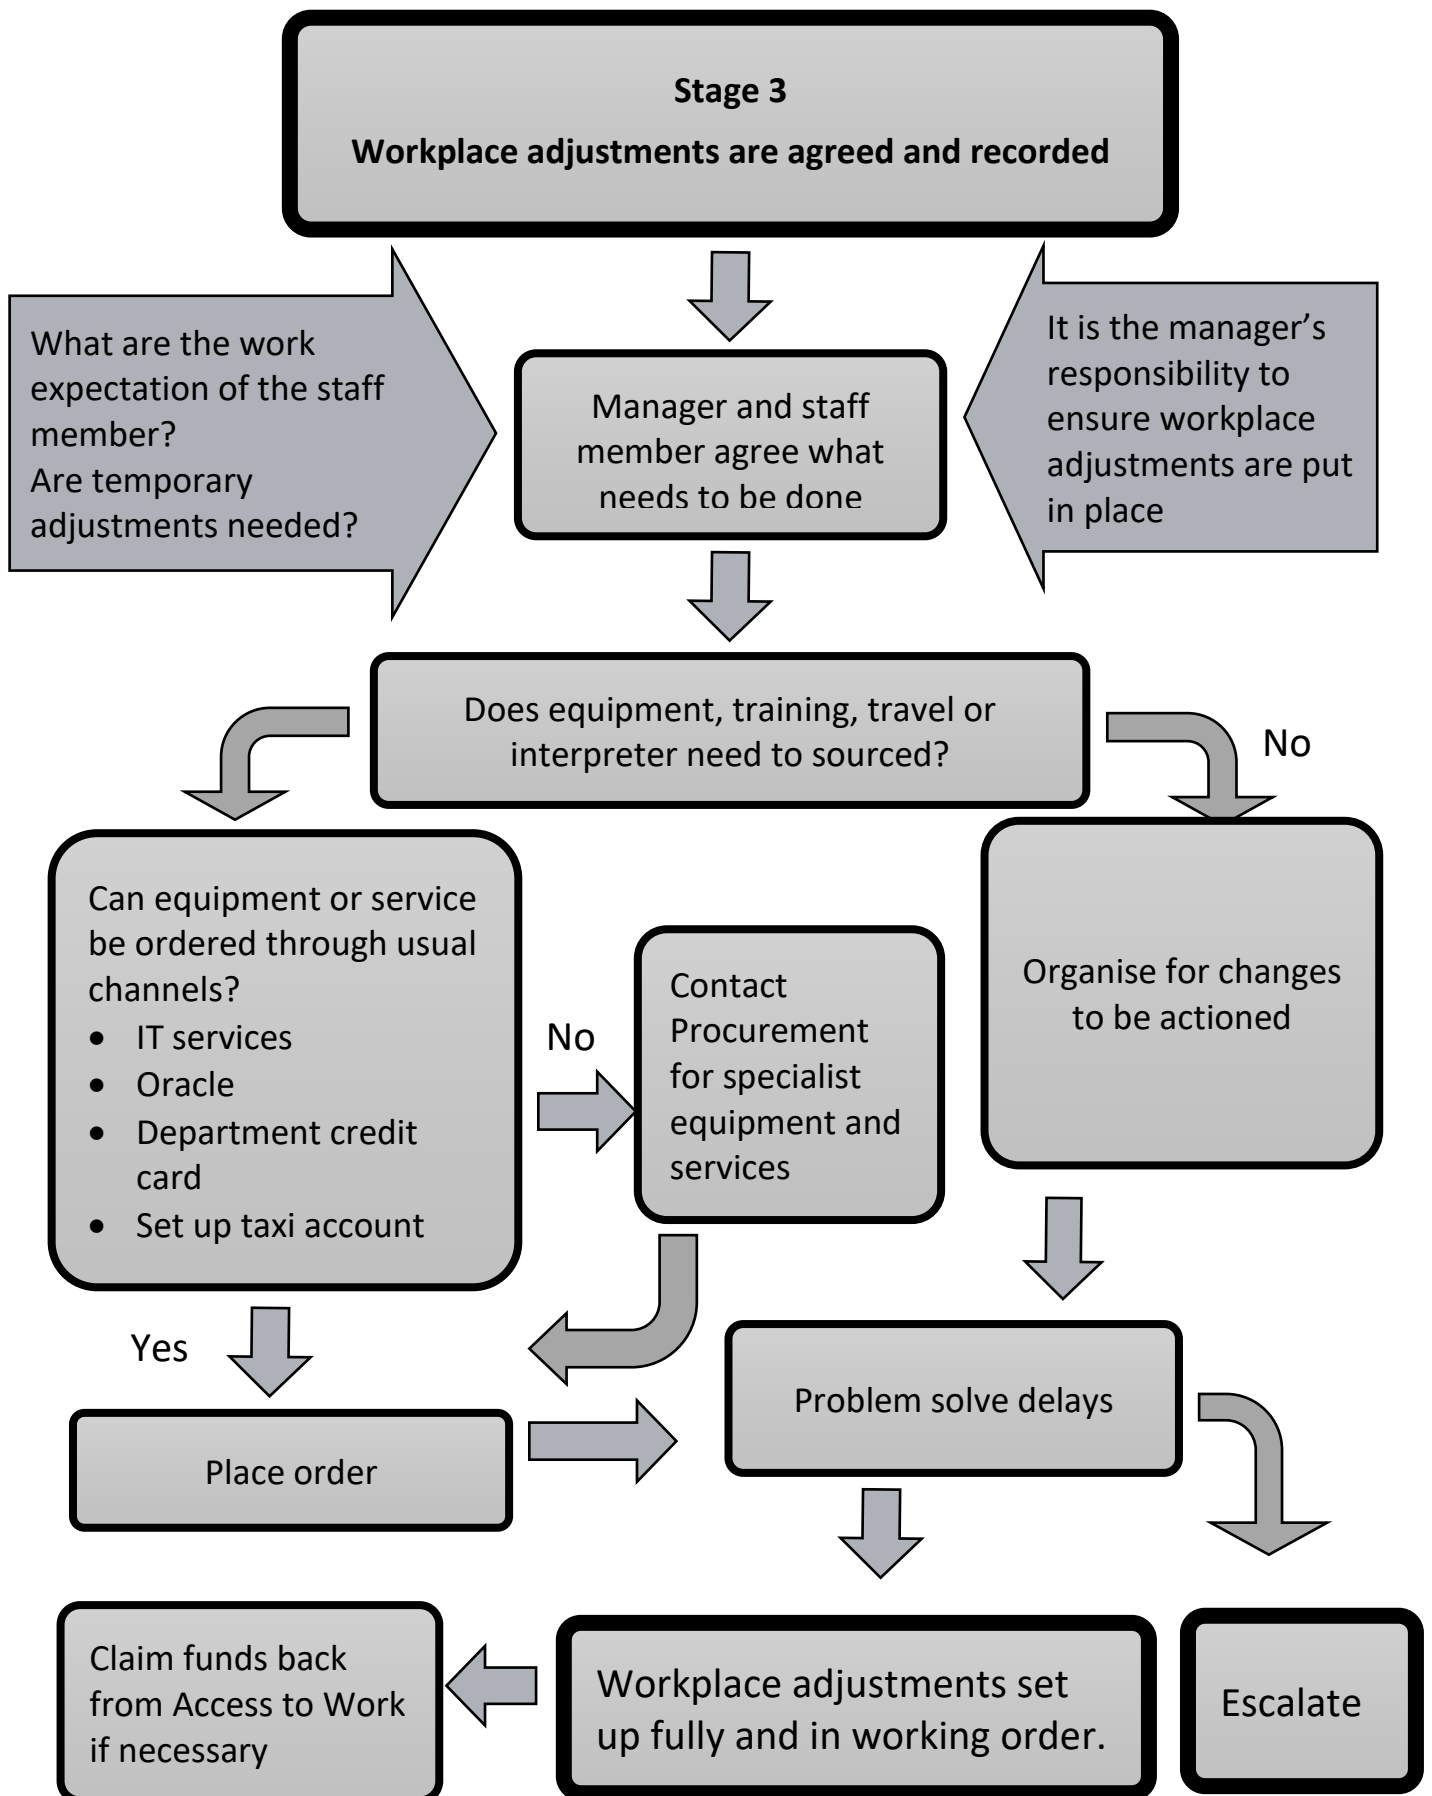 Stage 3
Workplace adjustments are agreed and recorded
What are the work
expectation of the staff
member?
Are temporary
adjustments needed?
Manager and staff
member agree what
needs to be done
It is the manager’s
responsibility to
ensure workplace
adjustments are put
in place
Does equipment, training, travel or
interpreter need to sourced?
No
Can equipment or service
be ordered through usual
channels?
• IT services
• Oracle
• Department credit
card
• Set up taxi account
No
Contact
Procurement
for specialist
equipment and
services
Organise for changes
to be actioned
Yes
Place order
Problem solve delays
Claim funds back
from Access to Work
if necessary
Workplace adjustments set
up fully and in working order.
Escalate